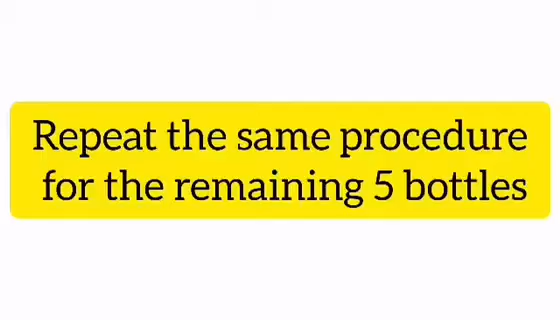 Repeat the same procedure
for the remaining 5 bottles